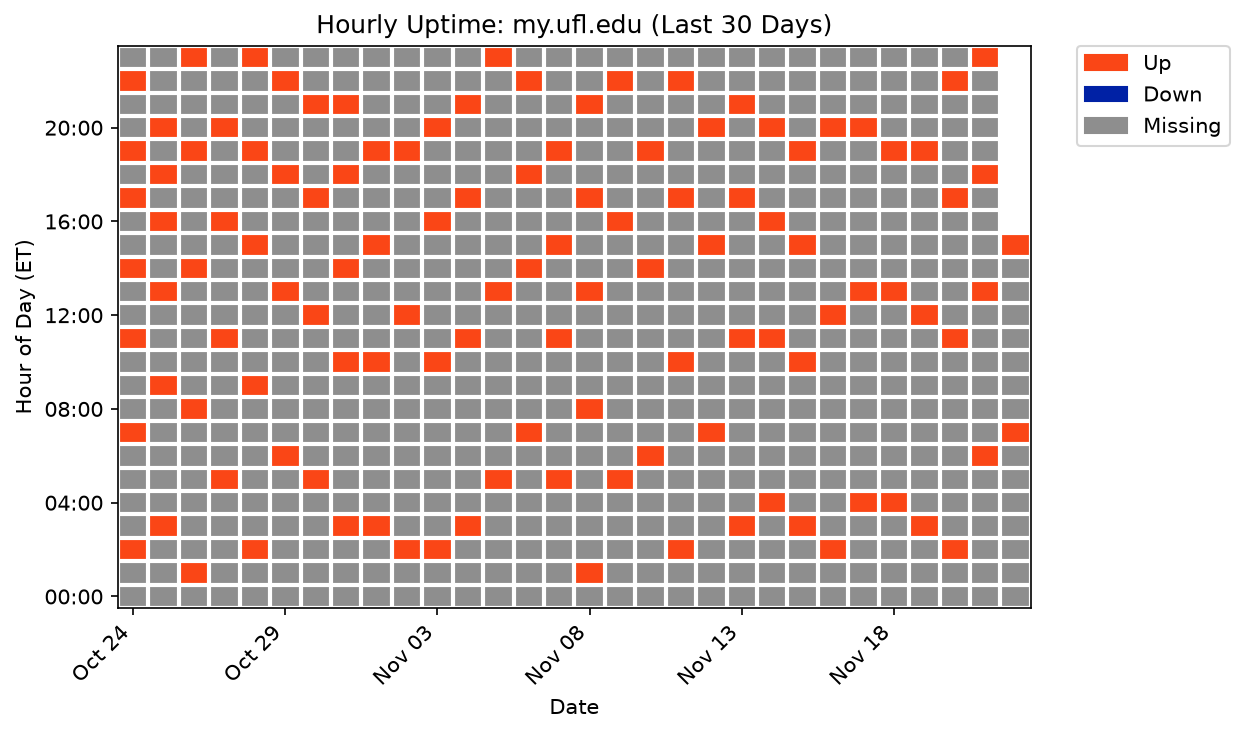 Hourly Uptime: my.ufl.edu (Last 30 Days)
Up
Down
Missing
20:00
16:00
12:00
08:00
04:00
00:00
Hour of Day (ET)
Oct 24
Oct 29
Nov 03
Nov 08
Nov 13
Nov 18
Date